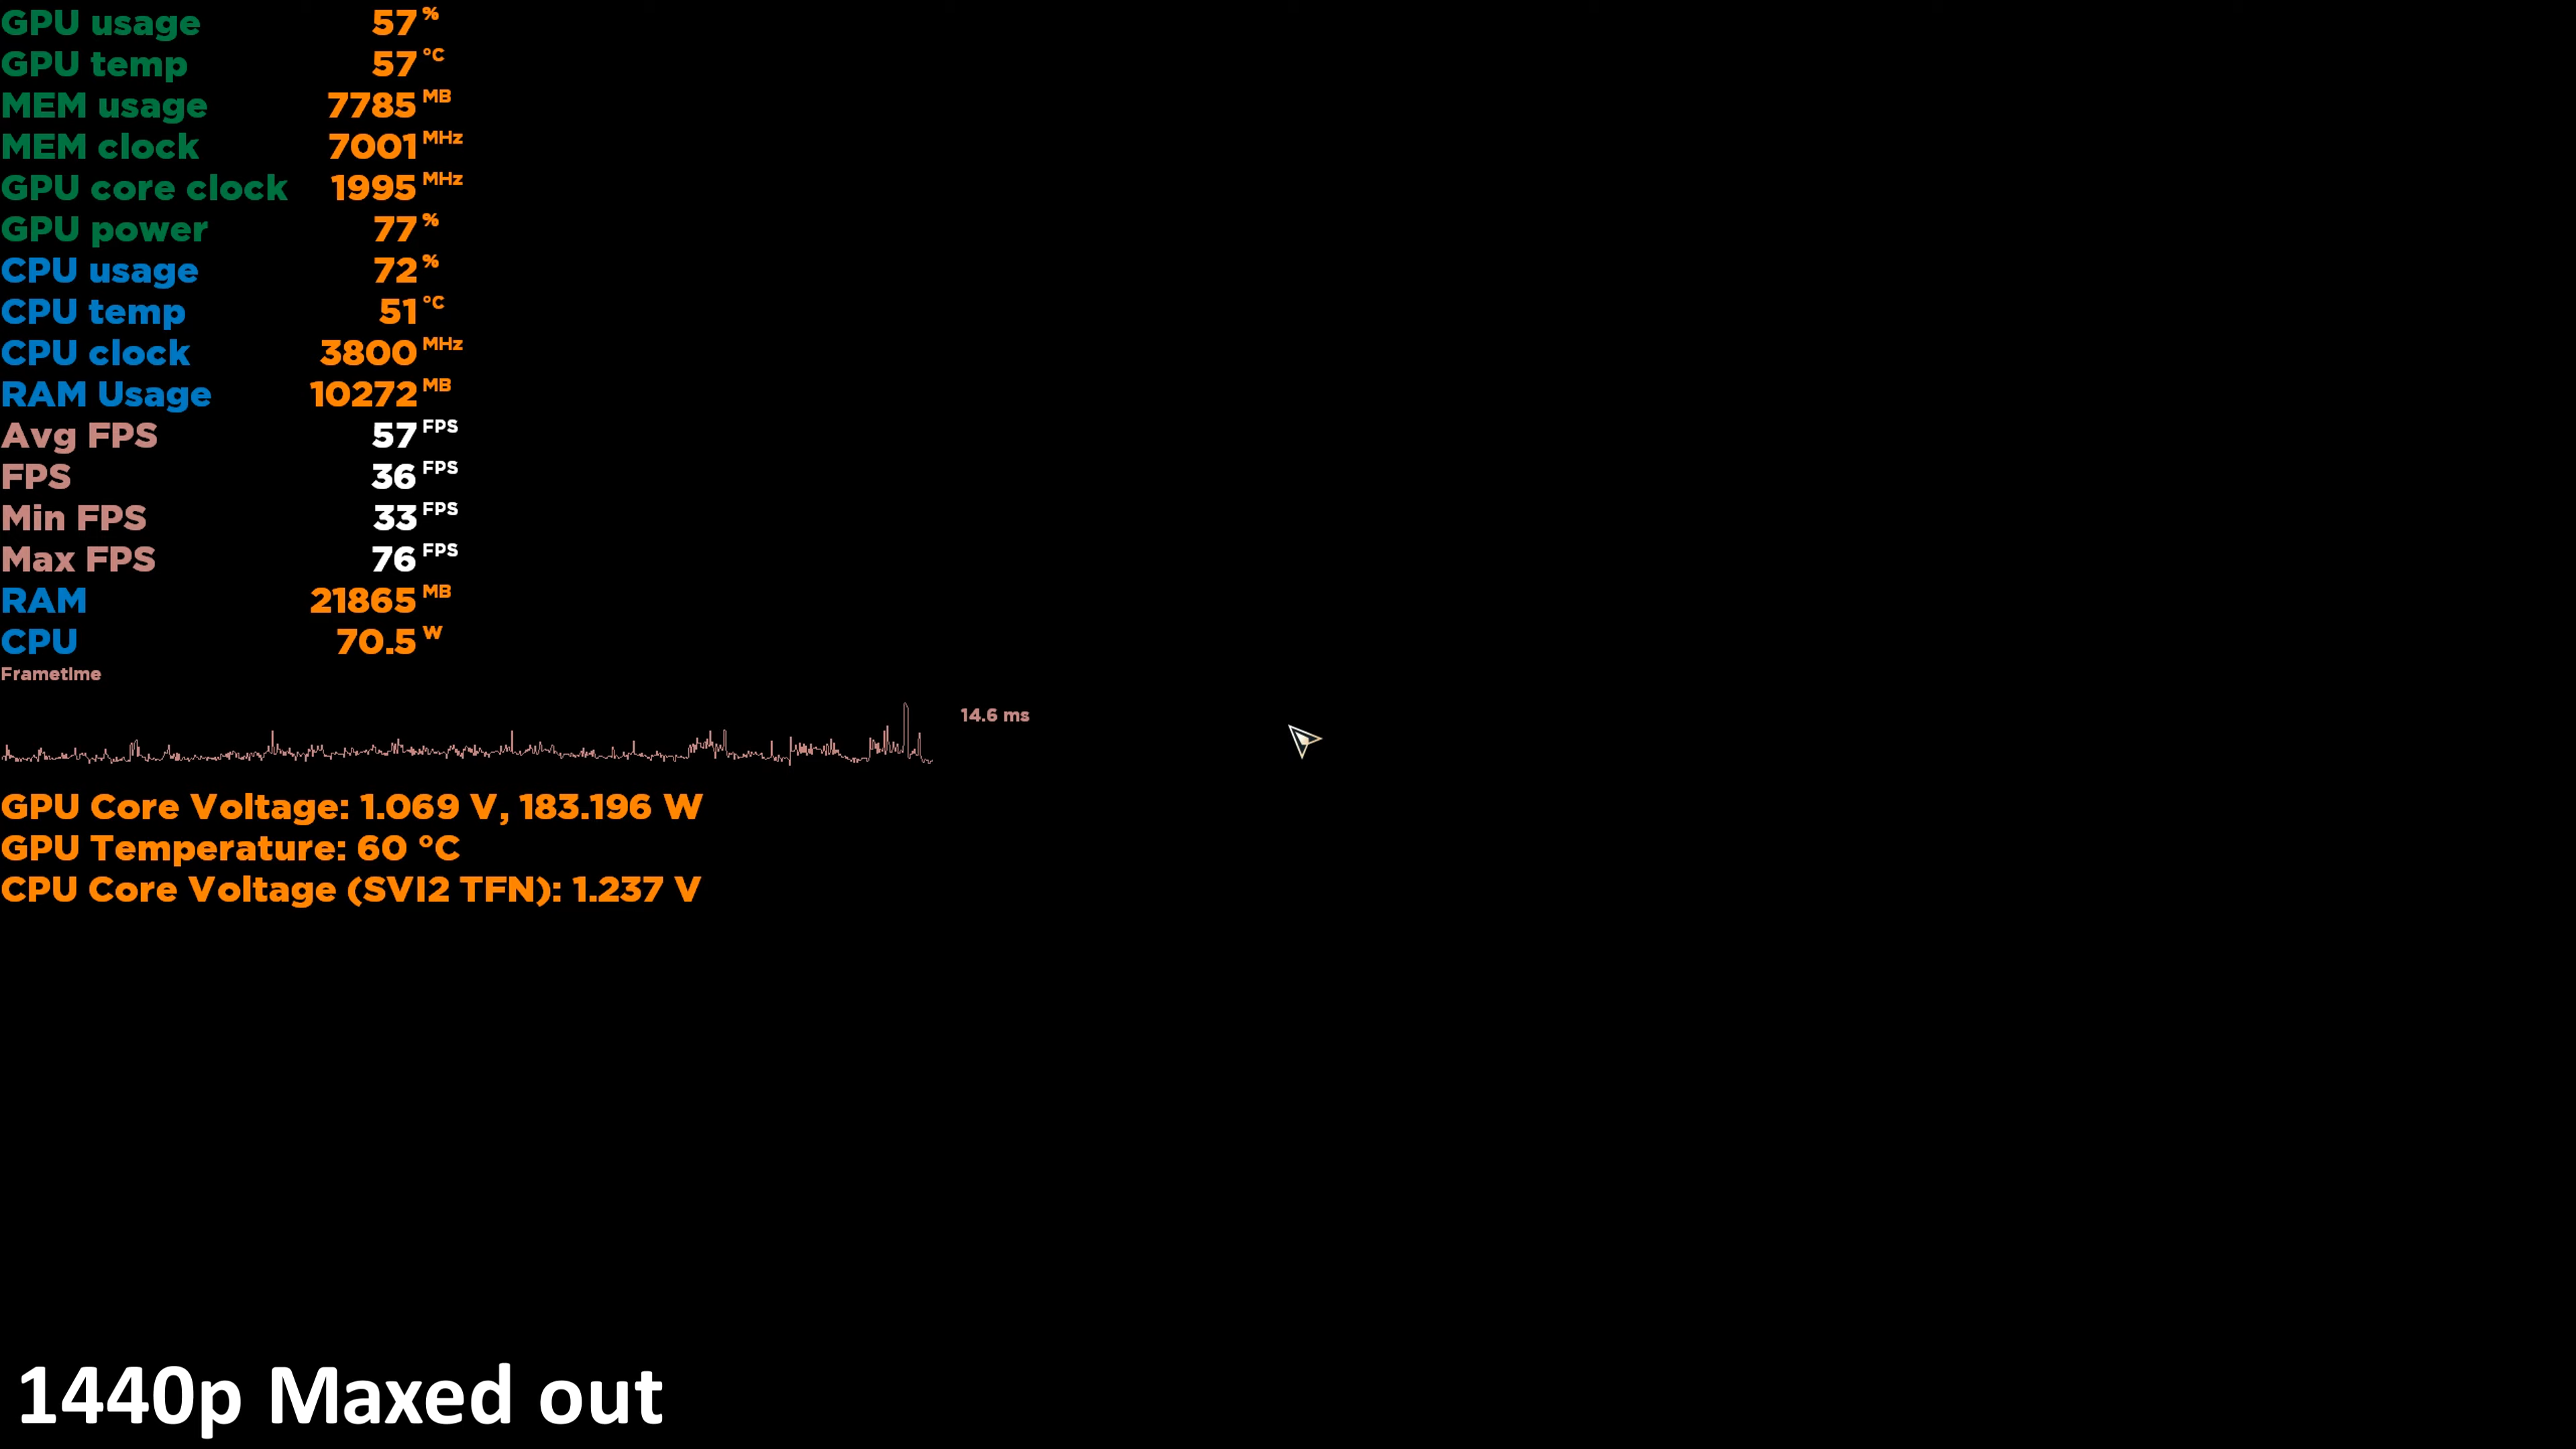 GPU usage 57 %
GPU temp 57 °C
MEM usage 7785 MB
MEM clock 7001 MHz
GPU core clock 1995 MHz
GPU power 77 %
CPU usage 72 %
CPU temp 51 °C
CPU clock 3800 MHz
RAM Usage 10272 MB
Avg FPS 57 FPS
FPS 36 FPS
Min FPS 33 FPS
Max FPS 76 FPS
RAM 21865 MB
CPU 70.5 W
Frametime
14.6 ms
GPU Core Voltage: 1.069 V, 183.196 W
GPU Temperature: 60 °C
CPU Core Voltage (SVI2 TFN): 1.237 V
1440p Maxed out